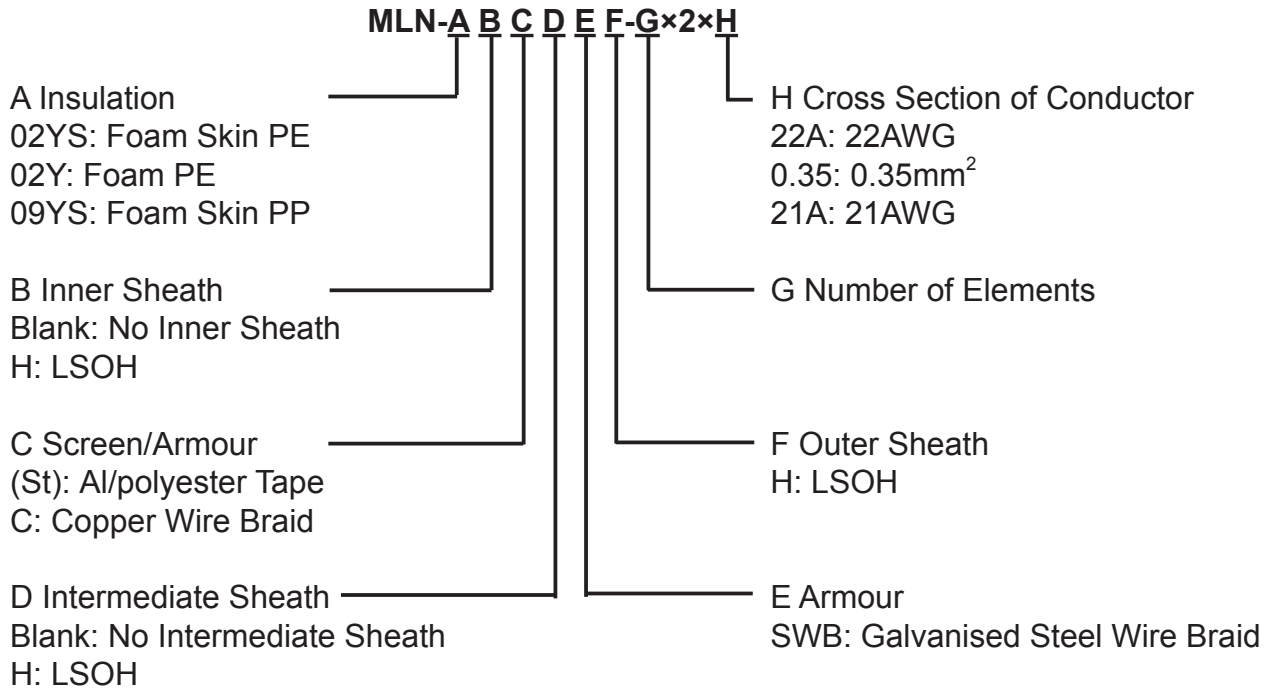 MLN-A B C D E F-G×2×H
A Insulation
02YS: Foam Skin PE
02Y: Foam PE
09YS: Foam Skin PP
B Inner Sheath
Blank: No Inner Sheath
H: LSOH
C Screen/Armour
(St): Al/polyester Tape
C: Copper Wire Braid
D Intermediate Sheath
Blank: No Intermediate Sheath
H: LSOH
H Cross Section of Conductor
22A: 22AWG
0.35: 0.35mm²
21A: 21AWG
G Number of Elements
F Outer Sheath
H: LSOH
E Armour
SWB: Galvanised Steel Wire Braid